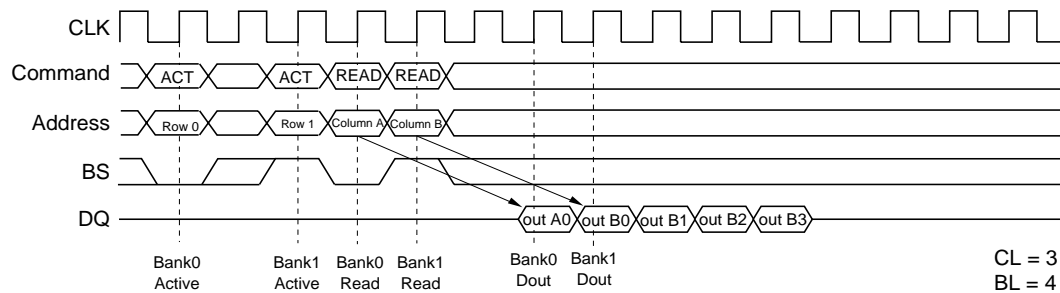 CLK
Command ACT ACT READ READ
Address Row 0 Row 1 Column A Column B
BS
DQ out A0 out B0 out B1 out B2 out B3
Bank0 Active
Bank1 Active
Bank0 Read
Bank1 Read
Bank0 Dout
Bank1 Dout
CL = 3
BL = 4